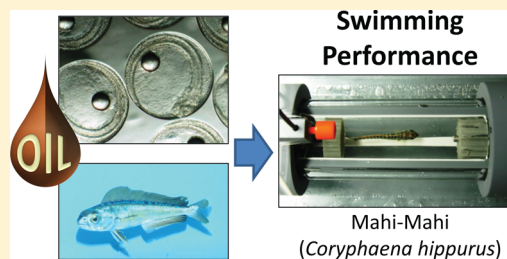 Swimming
Performance
OIL
Mahi-Mahi
(Coryphaena hippurus)